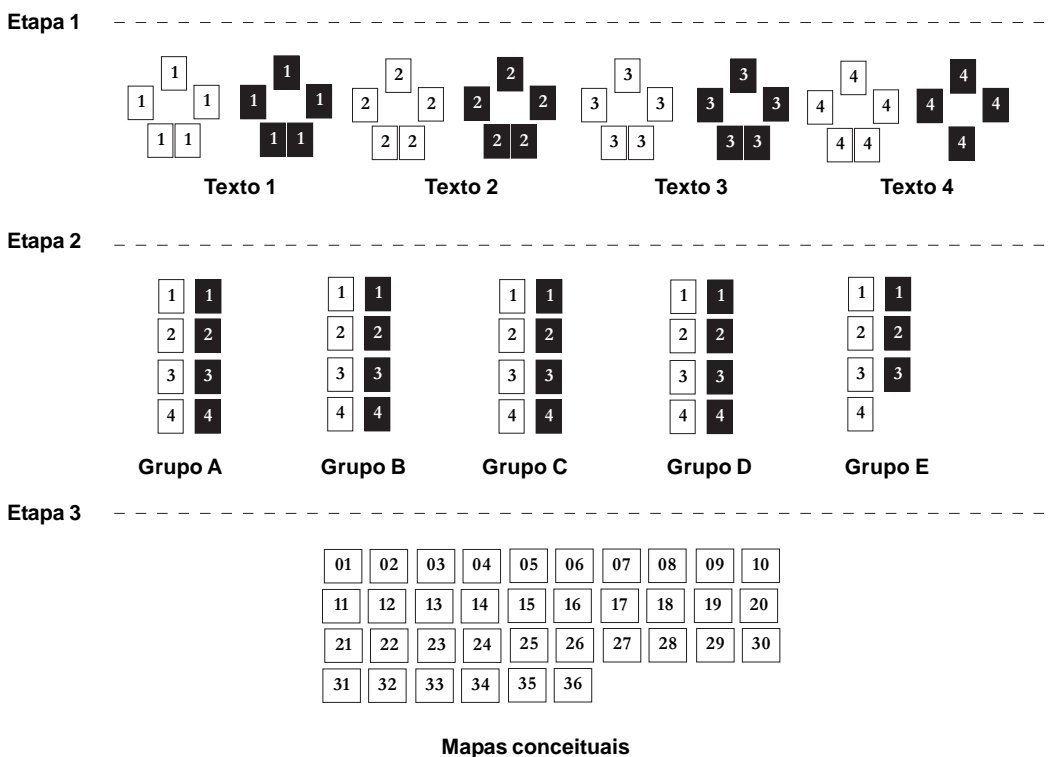 Etapa 1
1 1 2 2 3 3 4 4
1 1 1 1 2 2 2 2 3 3 3 3 4 4 4 4
1 1 1 1 2 2 2 2 3 3 3 3 4 4 4
Texto 1 Texto 2 Texto 3 Texto 4
Etapa 2
1 1 1 1 1 1 1 1 1 1
2 2 2 2 2 2 2 2 2 2
3 3 3 3 3 3 3 3 3 3
4 4 4 4 4 4 4 4 4
Grupo A Grupo B Grupo C Grupo D Grupo E
Etapa 3
01 02 03 04 05 06 07 08 09 10
11 12 13 14 15 16 17 18 19 20
21 22 23 24 25 26 27 28 29 30
31 32 33 34 35 36
Mapas conceituais